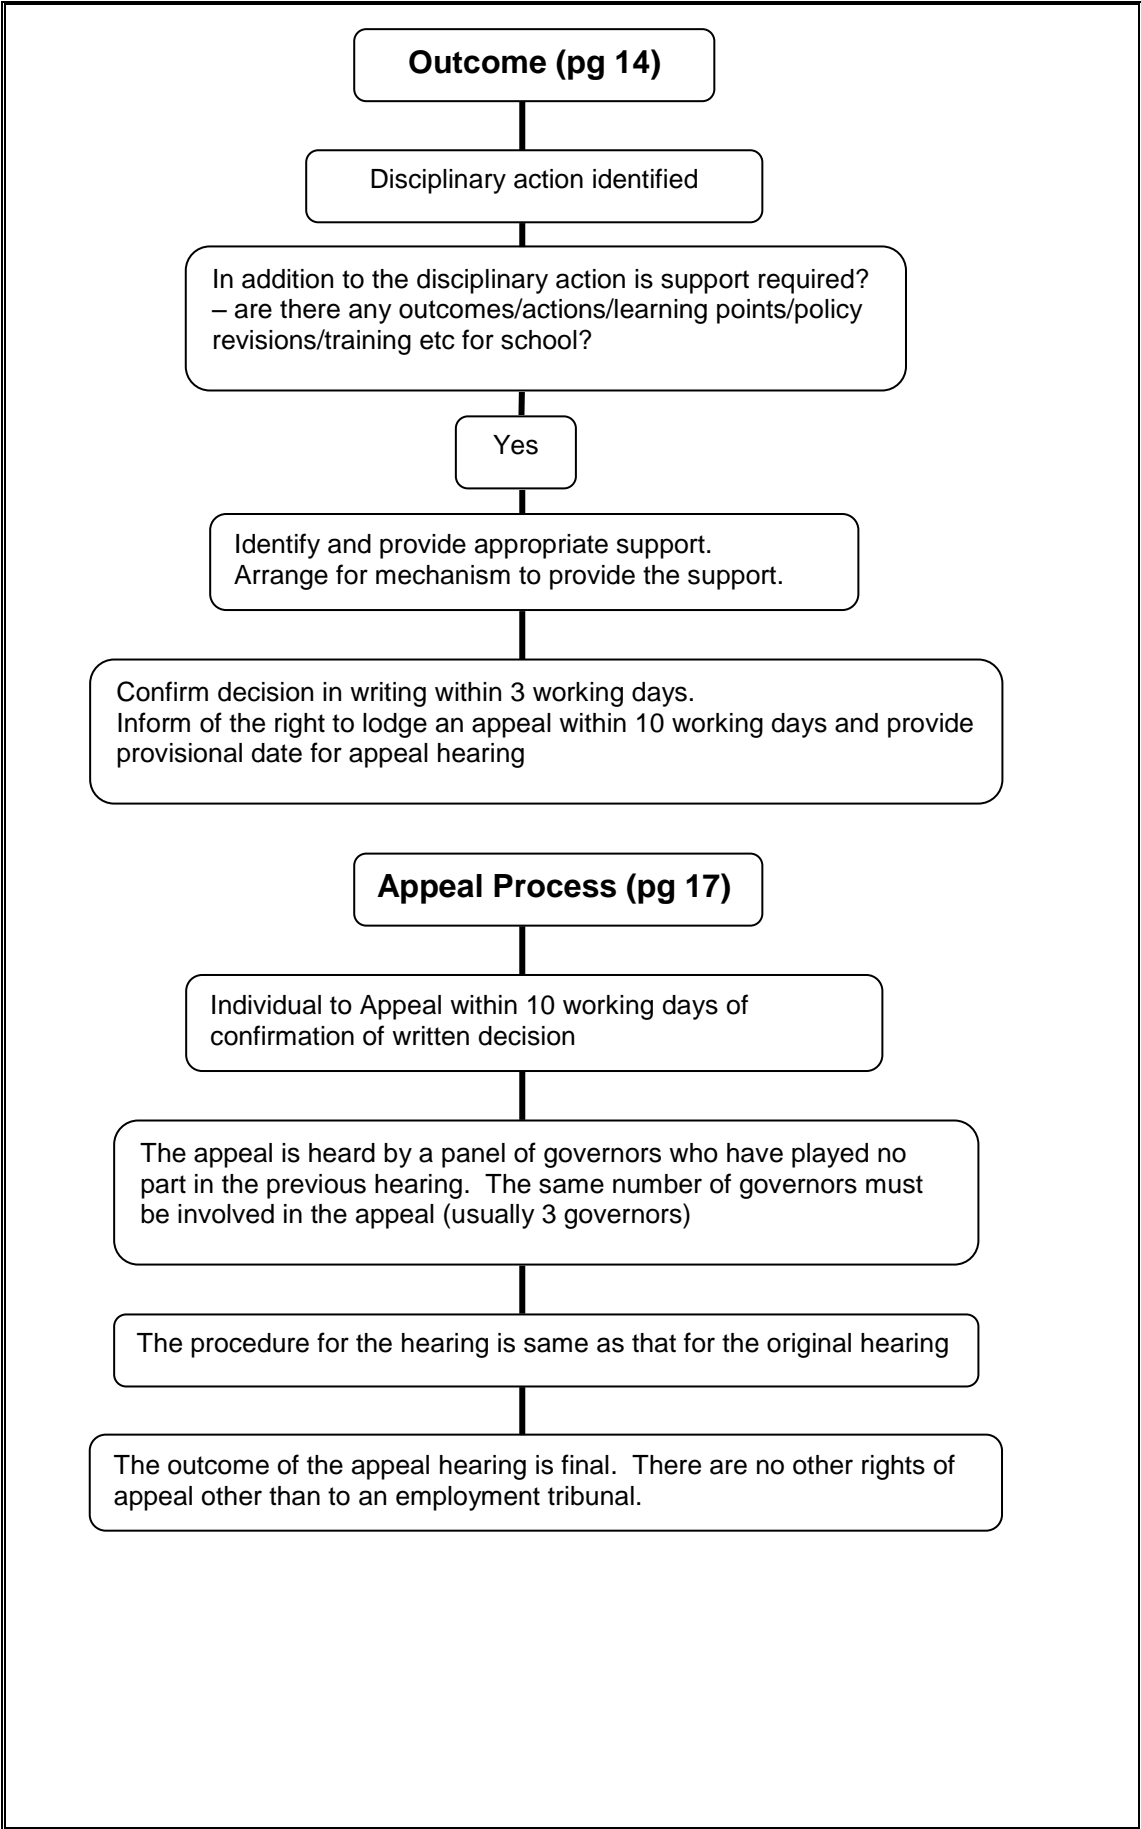 Outcome (pg 14)
Disciplinary action identified
In addition to the disciplinary action is support required?
– are there any outcomes/actions/learning points/policy
revisions/training etc for school?
Yes
Identify and provide appropriate support.
Arrange for mechanism to provide the support.
Confirm decision in writing within 3 working days.
Inform of the right to lodge an appeal within 10 working days and provide
provisional date for appeal hearing
Appeal Process (pg 17)
Individual to Appeal within 10 working days of
confirmation of written decision
The appeal is heard by a panel of governors who have played no
part in the previous hearing.  The same number of governors must
be involved in the appeal (usually 3 governors)
The procedure for the hearing is same as that for the original hearing
The outcome of the appeal hearing is final.  There are no other rights of
appeal other than to an employment tribunal.